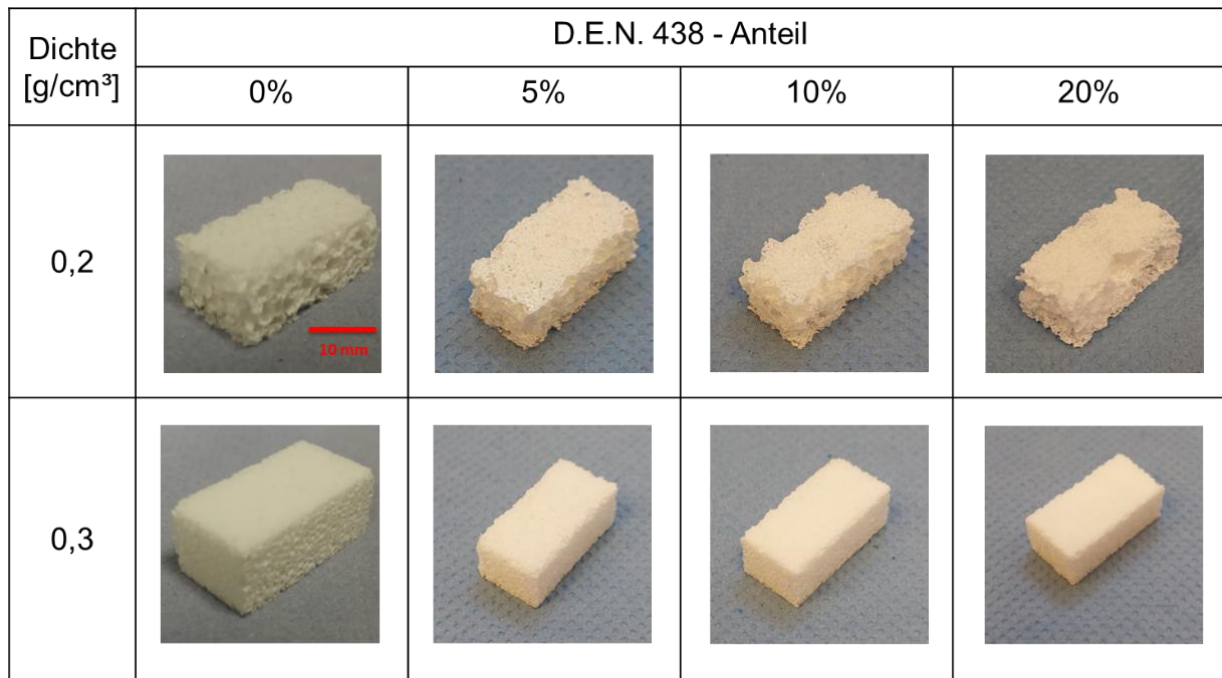 Dichte
[g/cm³]
D.E.N. 438 - Anteil
0%
5%
10%
20%
0,2
10 mm
0,3